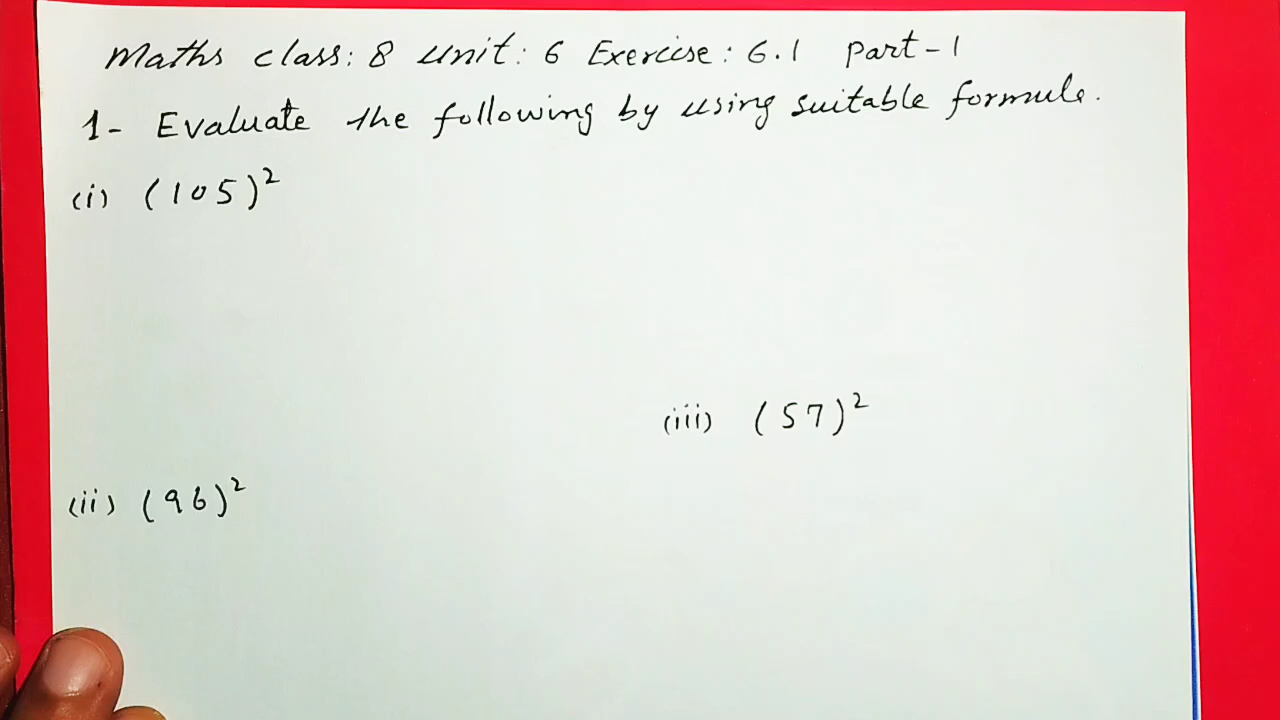 Maths class: 8 Unit: 6 Exercise: 6.1 Part-1
1- Evaluate the following by using suitable formule.
(i) (105)²
(iii) (57)²
(ii) (96)²